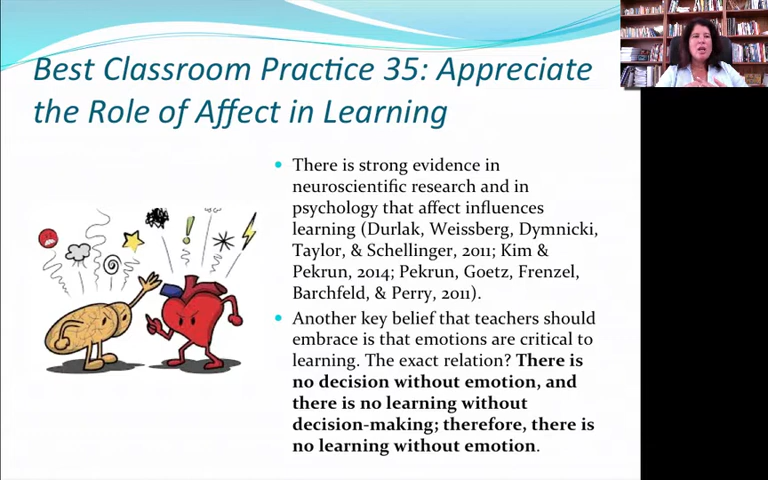 Best Classroom Practice 35: Appreciate
the Role of Affect in Learning
• There is strong evidence in
neuroscientific research and in
psychology that affect influences
learning (Durlak, Weissberg, Dymnicki,
Taylor, & Schellinger, 2011; Kim &
Pekrun, 2014; Pekrun, Goetz, Frenzel,
Barchfeld, & Perry, 2011).
• Another key belief that teachers should
embrace is that emotions are critical to
learning. The exact relation? There is
no decision without emotion, and
there is no learning without
decision-making; therefore, there is
no learning without emotion.